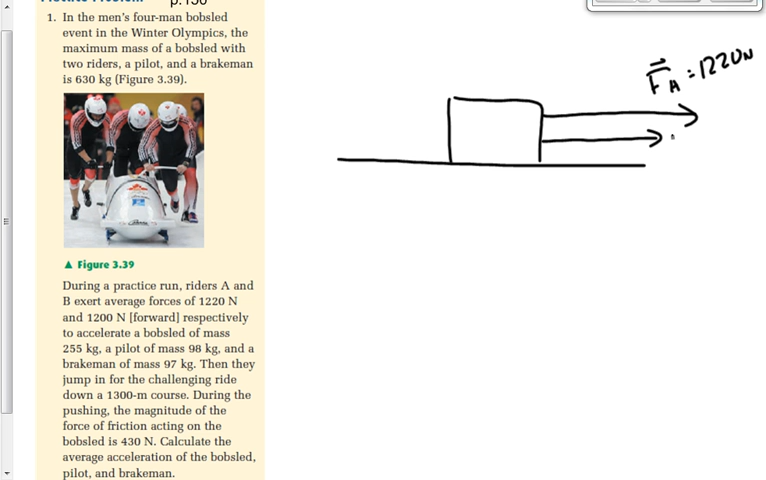 p.150
1. In the men's four-man bobsled
event in the Winter Olympics, the
maximum mass of a bobsled with
two riders, a pilot, and a brakeman
is 630 kg (Figure 3.39).
▲ Figure 3.39
During a practice run, riders A and
B exert average forces of 1220 N
and 1200 N [forward] respectively
to accelerate a bobsled of mass
255 kg, a pilot of mass 98 kg, and a
brakeman of mass 97 kg. Then they
jump in for the challenging ride
down a 1300-m course. During the
pushing, the magnitude of the
force of friction acting on the
bobsled is 430 N. Calculate the
average acceleration of the bobsled,
pilot, and brakeman.
F⃗A = 1220N